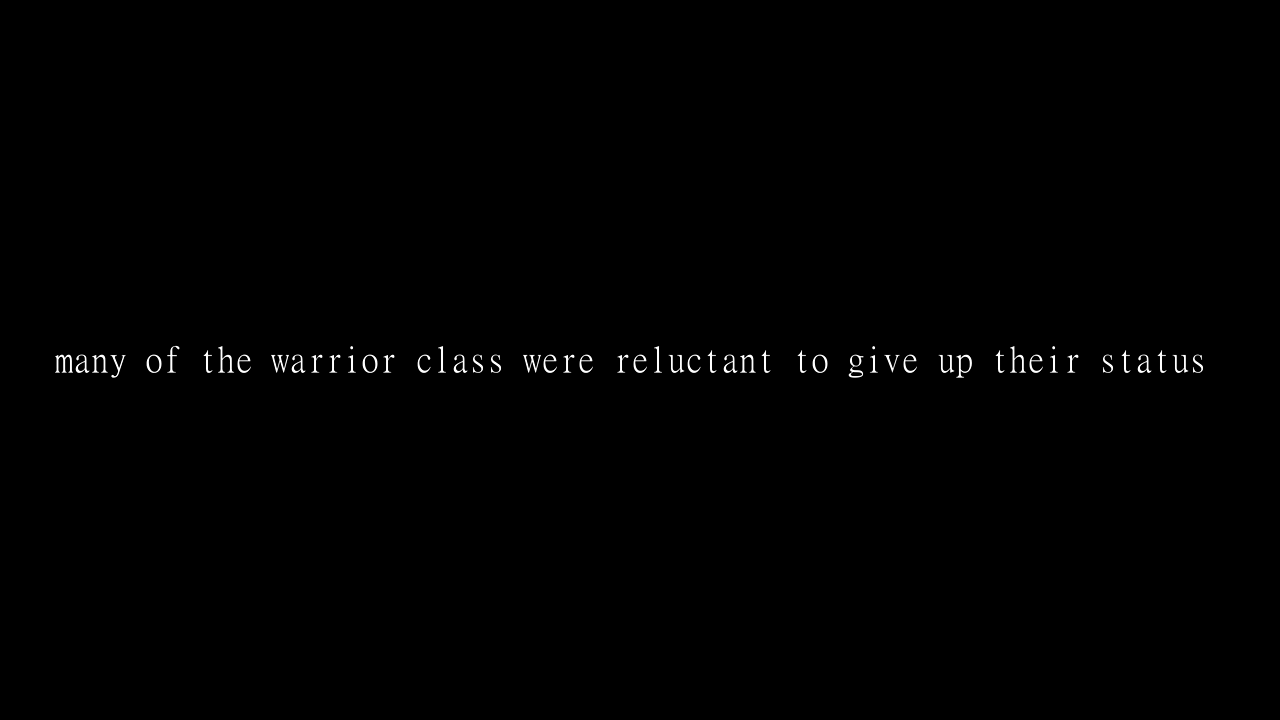 many of the warrior class were reluctant to give up their status